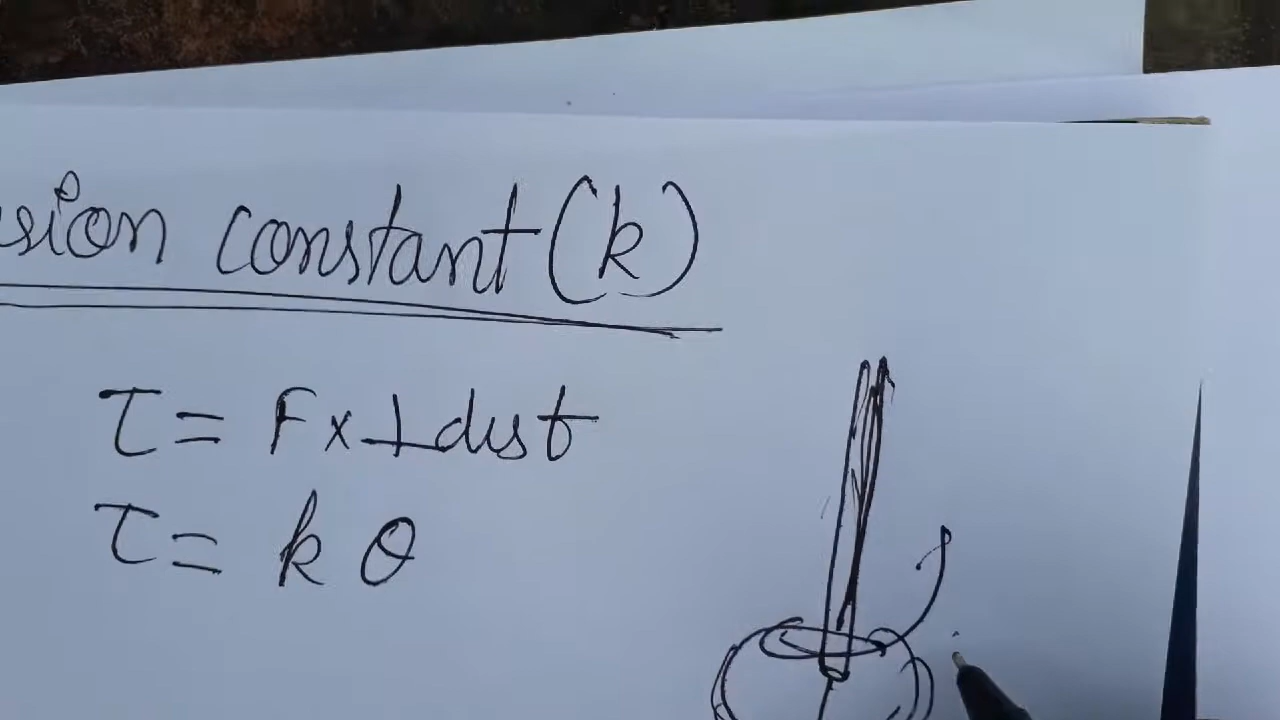 sion constant (k)
τ = F x ⊥ dist
τ = k θ